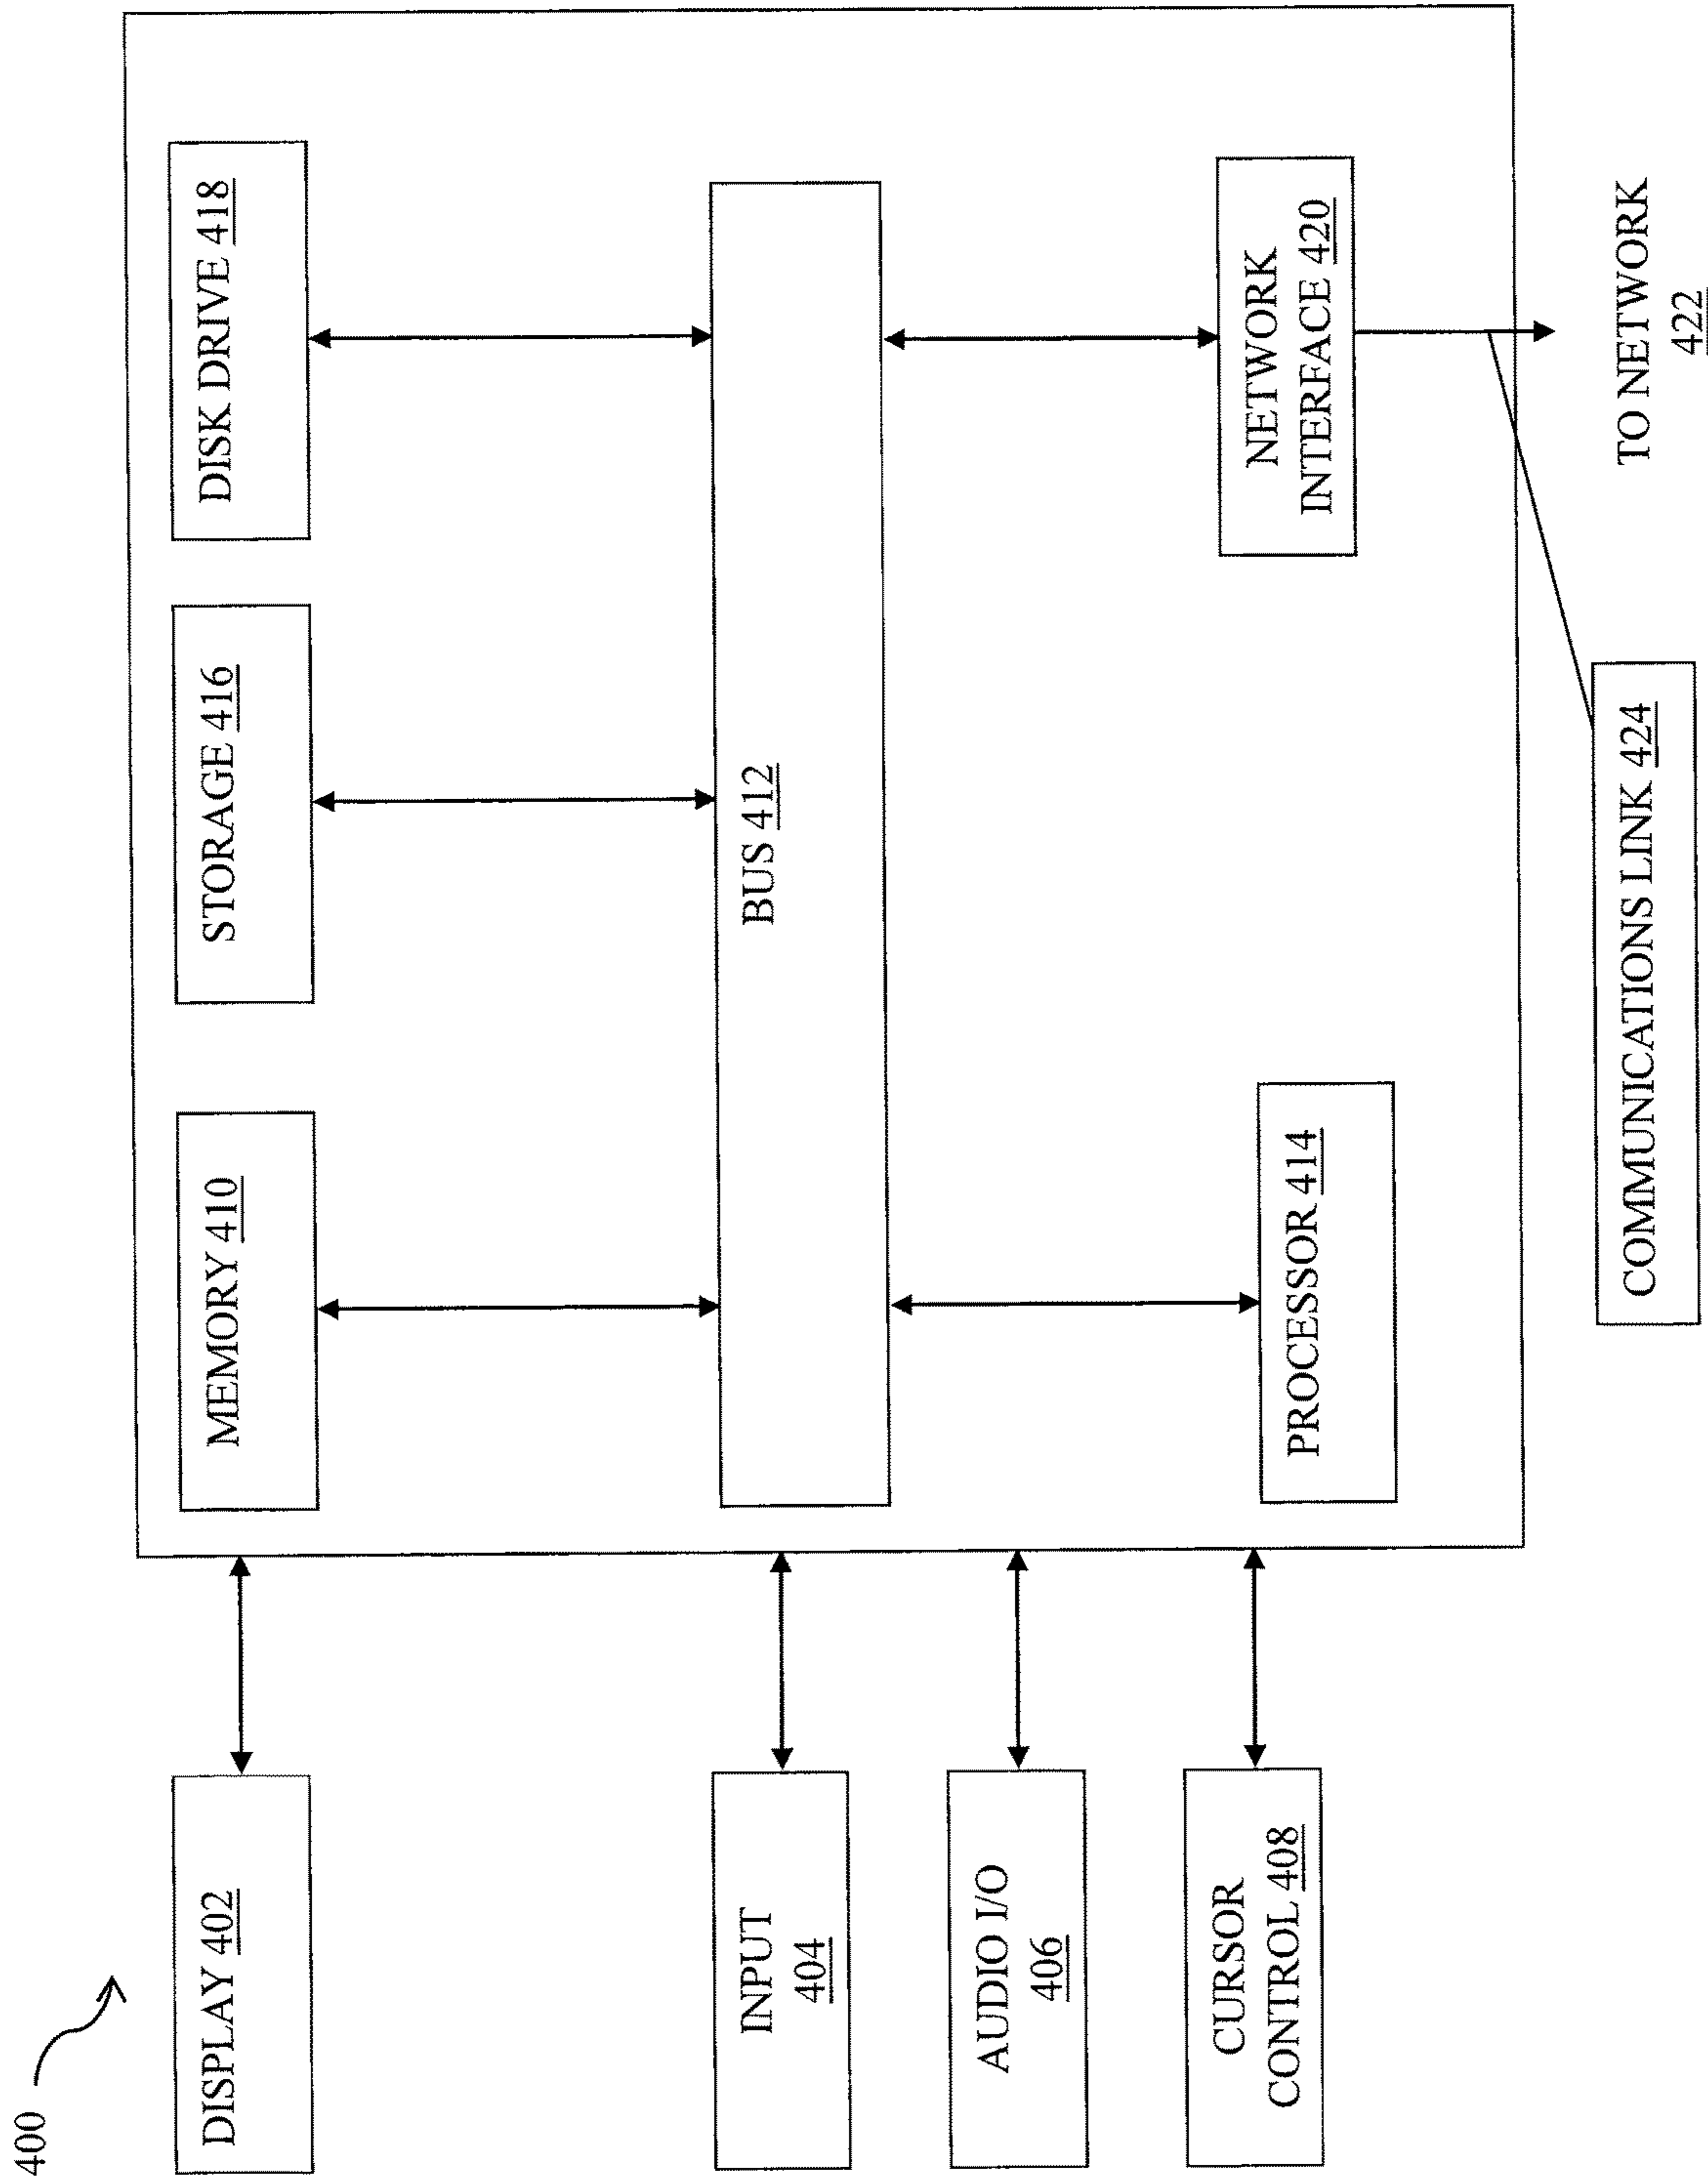 400
DISPLAY 402
MEMORY 410
STORAGE 416
DISK DRIVE 418
INPUT
404
BUS 412
AUDIO I/O
406
CURSOR
CONTROL 408
PROCESSOR 414
NETWORK
INTERFACE 420
COMMUNICATIONS LINK 424
TO NETWORK
422